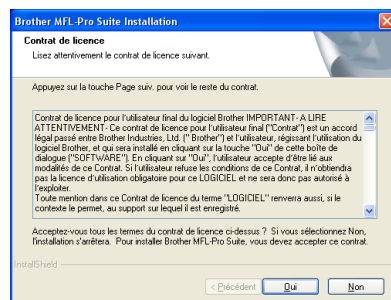 Brother MFL-Pro Suite Installation
Contrat de licence
Lisez attentivement le contrat de licence suivant.
Appuyez sur la touche Page suiv. pour voir le reste du contrat.
Contrat de licence pour l'utilisateur final du logiciel Brother IMPORTANT- A LIRE
ATTENTIVEMENT- Ce contrat de licence pour l'utilisateur final ("Contrat") est un accord
légal passé entre Brother Industries, Ltd. (" Brother") et l'utilisateur, régissant l'utilisation du
logiciel Brother, et qui sera installé en cliquant sur la touche "Oui" de cette boîte de
dialogue ("SOFTWARE"). En cliquant sur "Oui", l'utilisateur accepte d'être lié aux
modalités de ce Contrat. Si l'utilisateur refuse les conditions de ce Contrat, il n'obtiendra
pas la licence d'utilisation obligatoire pour ce LOGICIEL et ne sera donc pas autorisé à
l'exploiter.
Toute mention dans ce Contrat de licence du terme "LOGICIEL" renverra aussi, si le
contexte le permet, au support sur lequel il est enregistré.
Acceptez-vous tous les termes du contrat de licence ci-dessus ? Si vous sélectionnez Non,
l'installation s'arrêtera. Pour installer Brother MFL-Pro Suite, vous devez accepter ce contrat.
InstallShield
< Précédent Oui Non